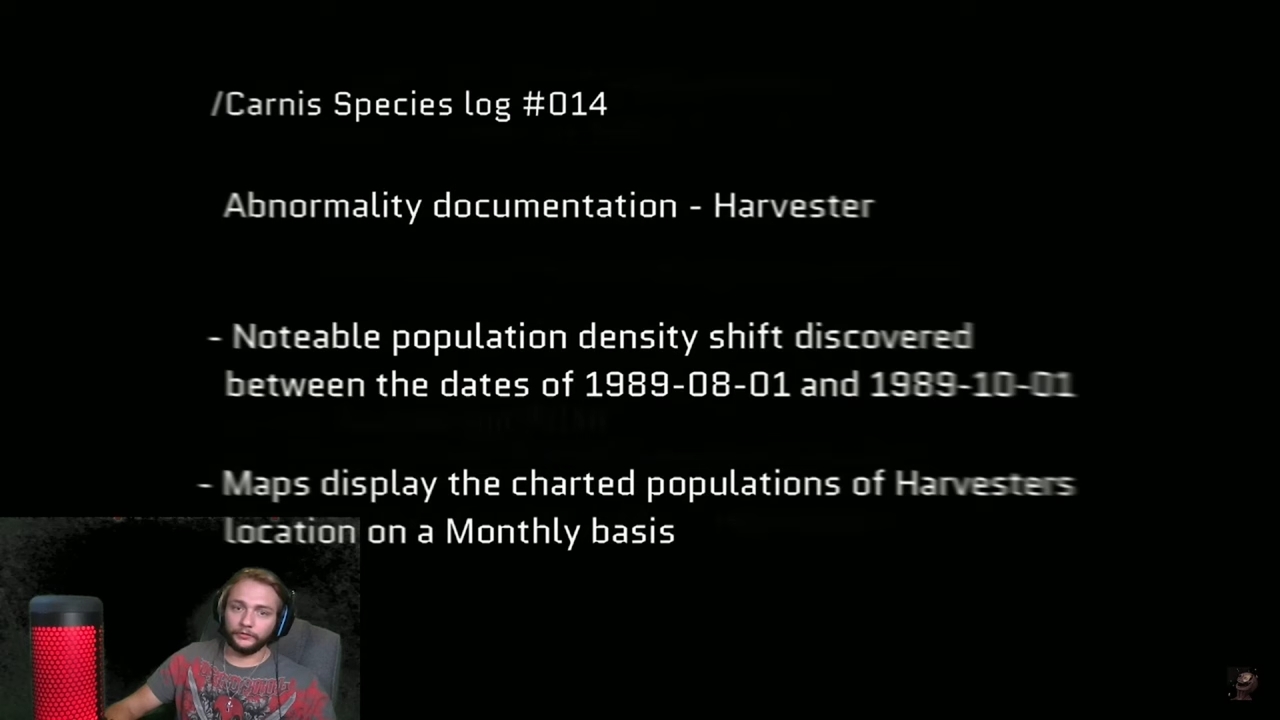 /Carnis Species log #014
Abnormality documentation - Harvester
- Noteable population density shift discovered
between the dates of 1989-08-01 and 1989-10-01
- Maps display the charted populations of Harvesters
location on a Monthly basis